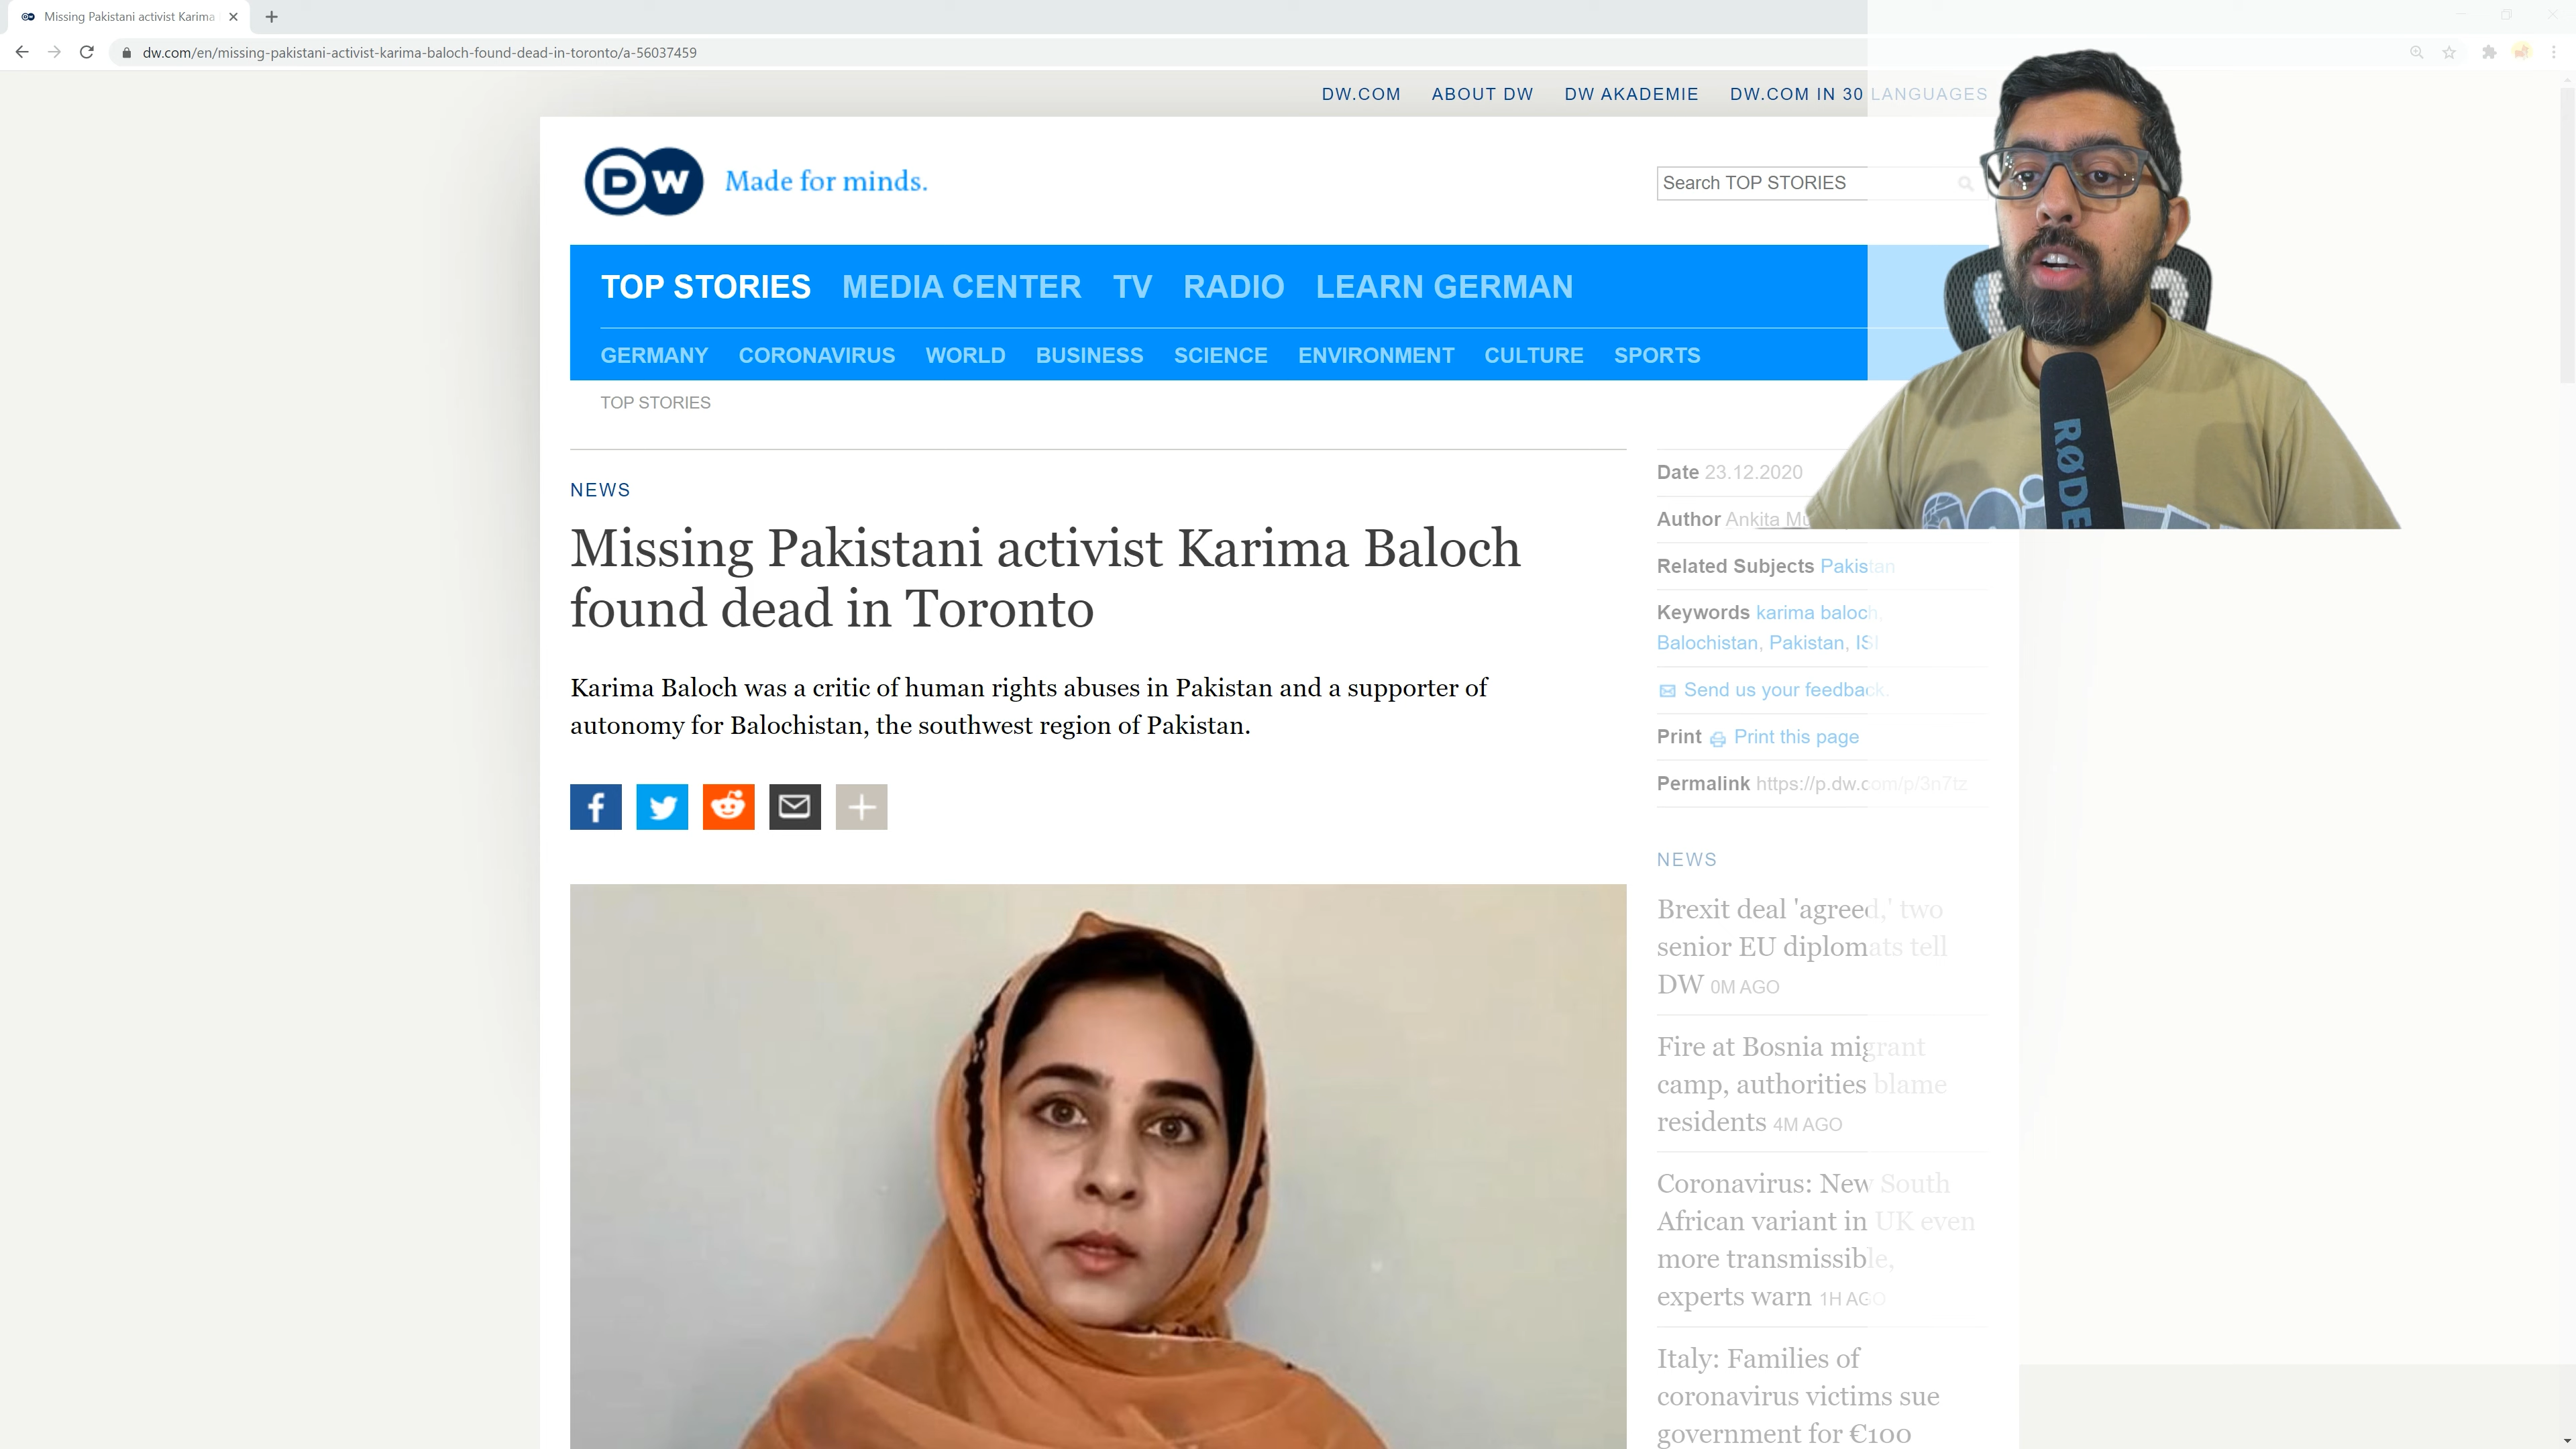 Missing Pakistani activist Karima
dw.com/en/missing-pakistani-activist-karima-baloch-found-dead-in-toronto/a-56037459
DW.COM ABOUT DW DW AKADEMIE DW.COM IN 30 LANGUAGES
DW Made for minds.
Search TOP STORIES
TOP STORIES MEDIA CENTER TV RADIO LEARN GERMAN
GERMANY CORONAVIRUS WORLD BUSINESS SCIENCE ENVIRONMENT CULTURE SPORTS
TOP STORIES
NEWS
Missing Pakistani activist Karima Baloch
found dead in Toronto
Karima Baloch was a critic of human rights abuses in Pakistan and a supporter of
autonomy for Balochistan, the southwest region of Pakistan.
Date 23.12.2020
Author Ankita
Related Subjects Pakistan
Keywords karima baloch,
Balochistan, Pakistan, ISI
Send us your feedback.
Print Print this page
Permalink https://p.dw.com/p/3n7tz
NEWS
Brexit deal 'agreed,' two
senior EU diplomats tell
DW 0M AGO
Fire at Bosnia migrant
camp, authorities blame
residents 4M AGO
Coronavirus: New South
African variant in UK even
more transmissible,
experts warn 1H AGO
Italy: Families of
coronavirus victims sue
government for €100
RØDE